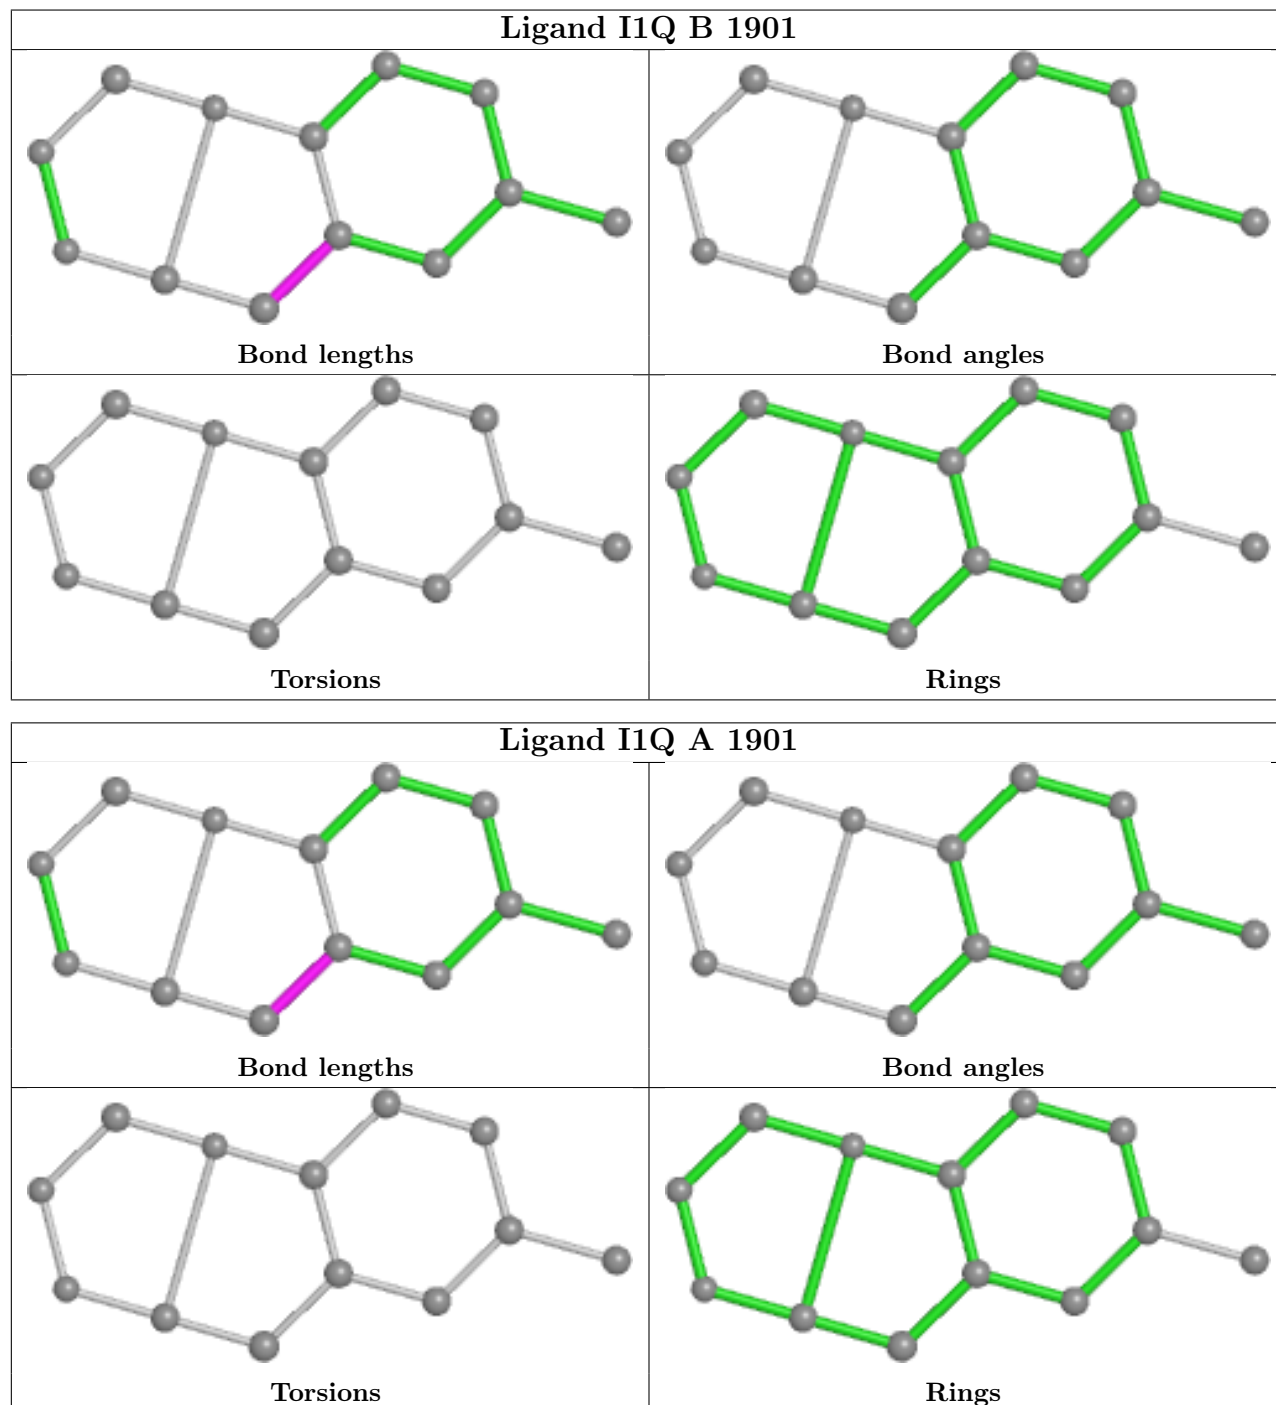 Ligand I1Q B 1901
Bond lengths
Bond angles
Torsions
Rings
Ligand I1Q A 1901
Bond lengths
Bond angles
Torsions
Rings